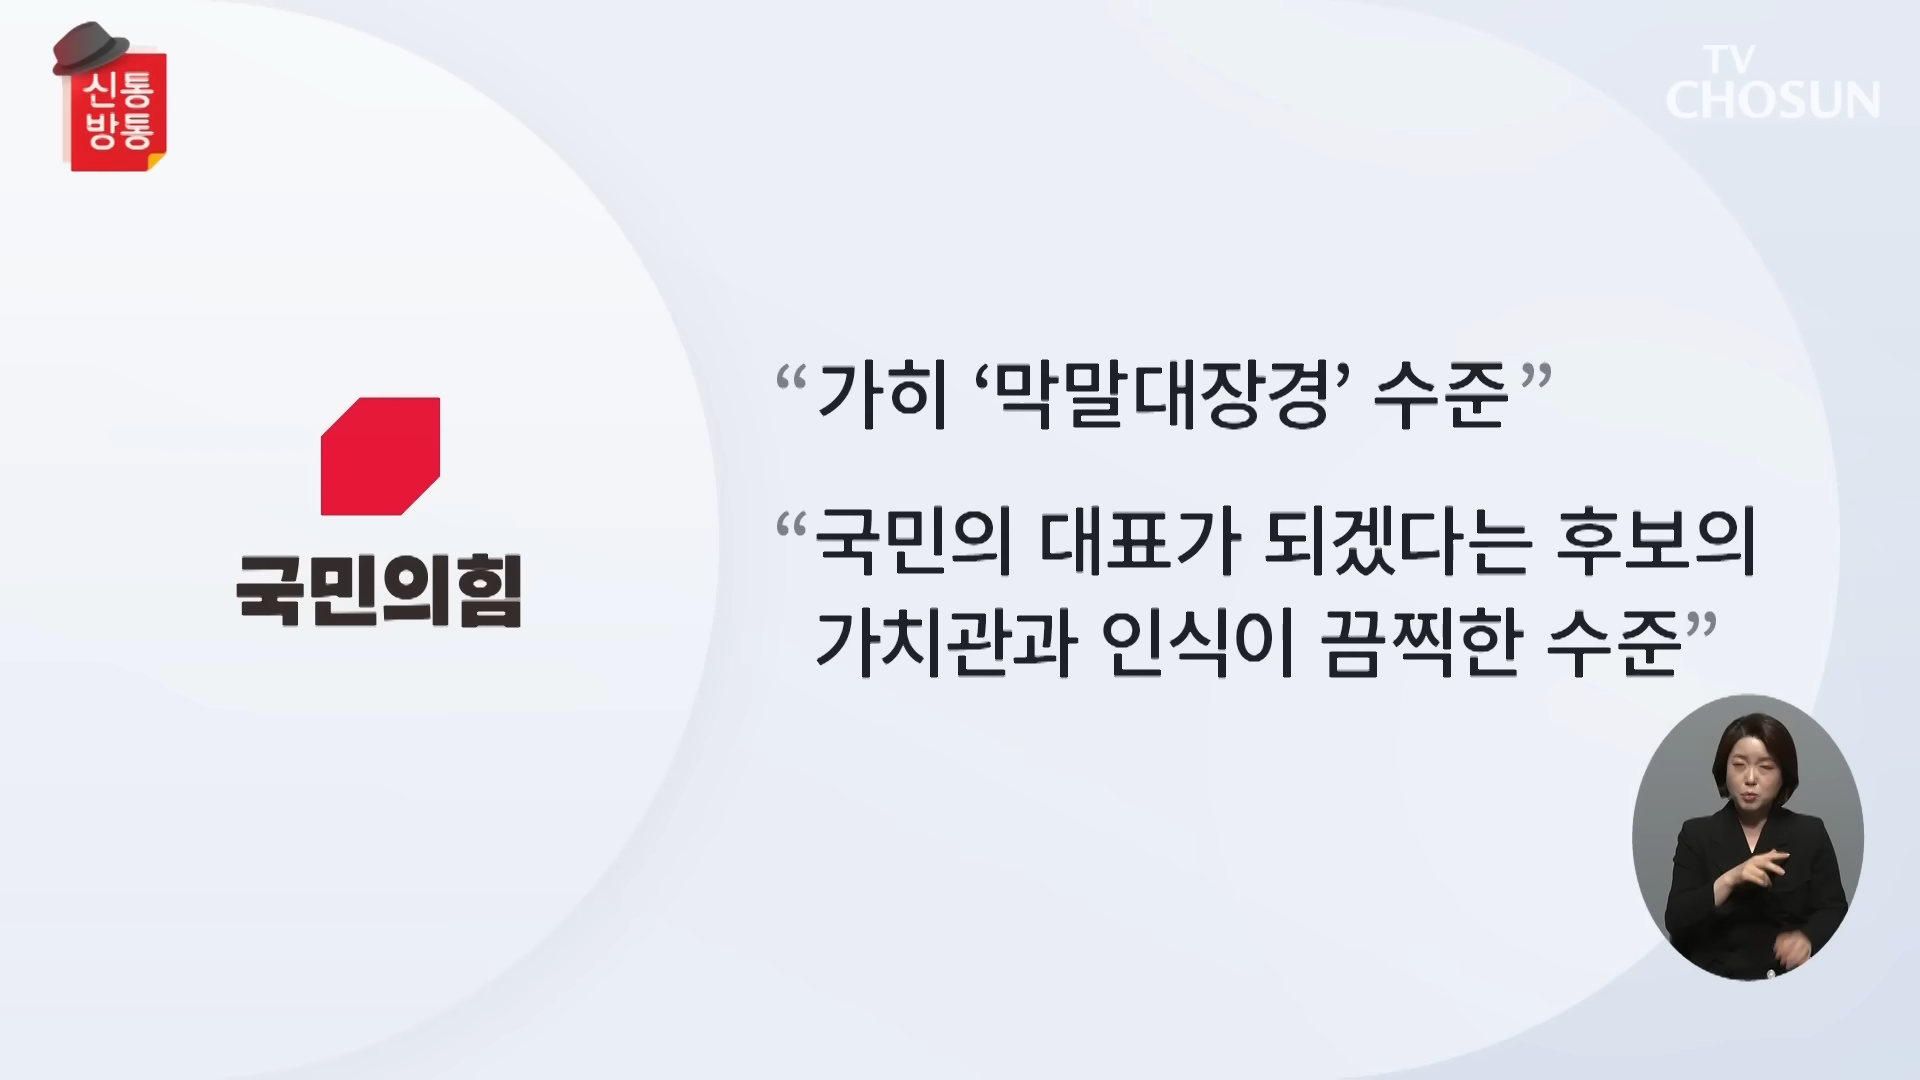 신통
방통
TV
CHOSUN
“가히 ‘막말대장경’ 수준”
“국민의 대표가 되겠다는 후보의
가치관과 인식이 끔찍한 수준”
국민의힘